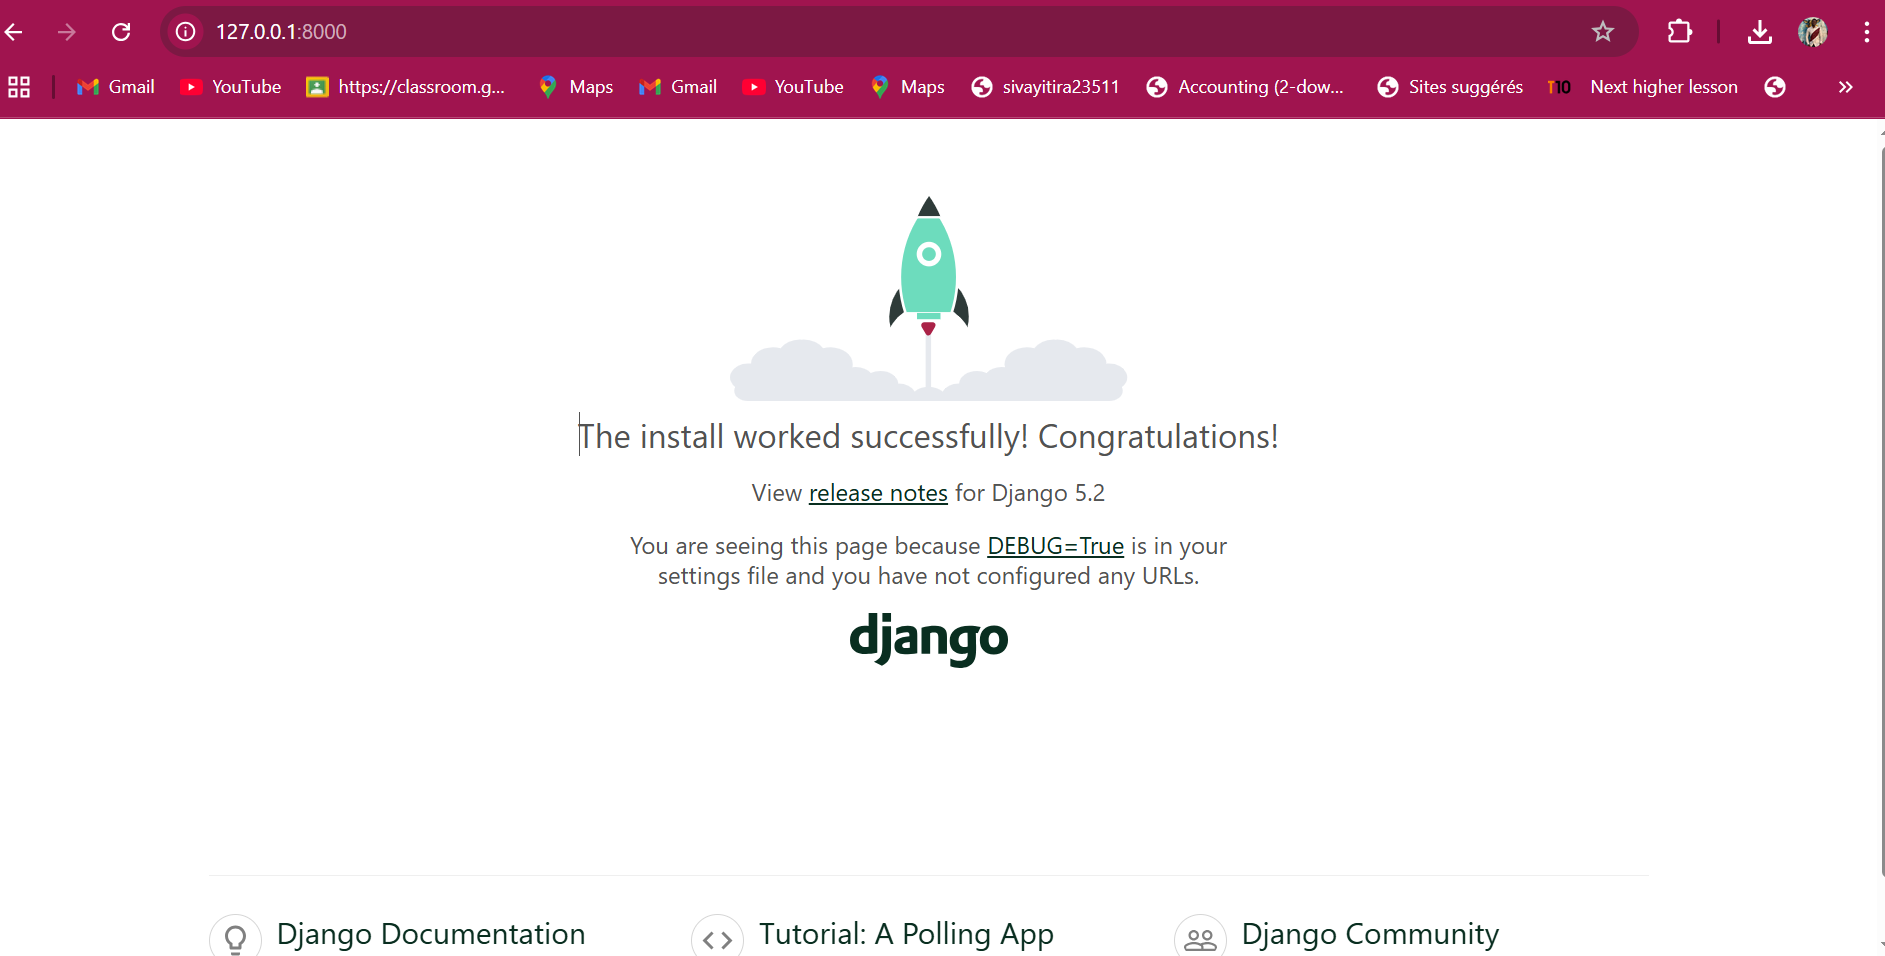 127.0.0.1:8000
Gmail YouTube https://classroom.g... Maps Gmail YouTube Maps sivayitira23511 Accounting (2-dow... Sites suggérés T10 Next higher lesson »
The install worked successfully! Congratulations!
View release notes for Django 5.2
You are seeing this page because DEBUG=True is in your
settings file and you have not configured any URLs.
django
Django Documentation Tutorial: A Polling App Django Community